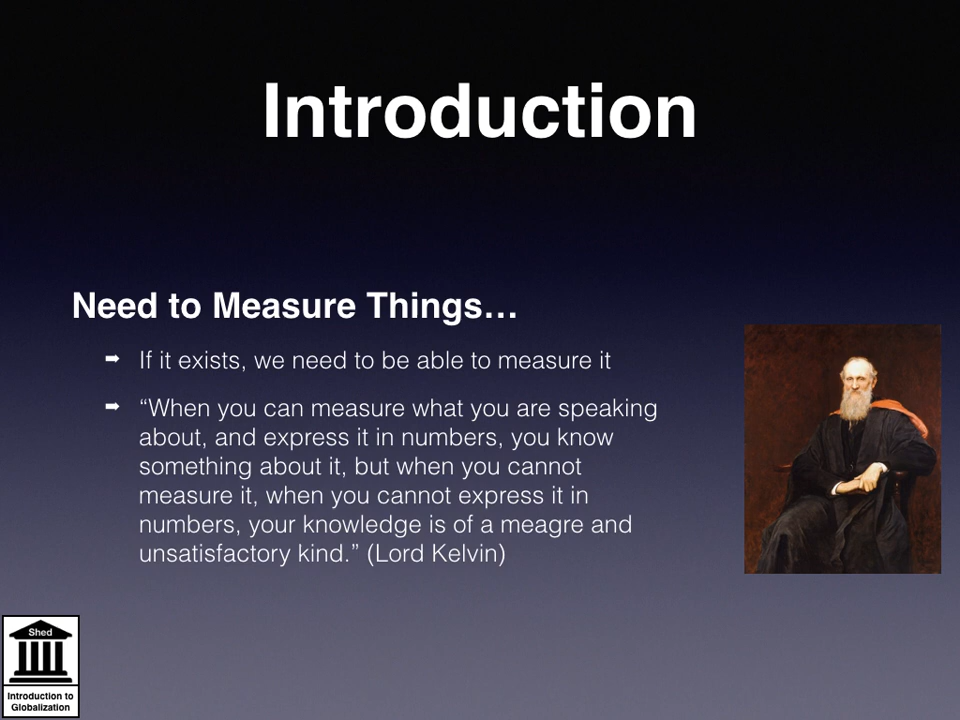 Introduction
Need to Measure Things…
➡ If it exists, we need to be able to measure it
➡ “When you can measure what you are speaking
about, and express it in numbers, you know
something about it, but when you cannot
measure it, when you cannot express it in
numbers, your knowledge is of a meagre and
unsatisfactory kind.” (Lord Kelvin)
Shed
Introduction to
Globalization